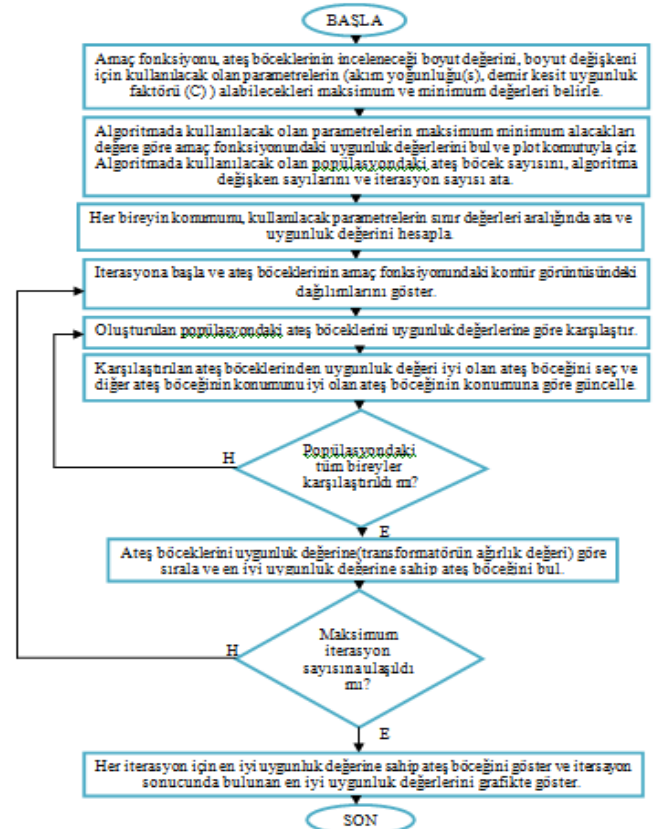 BAŞLA
Amaç fonksiyonu, ateş böceklerinin inceleneceği boyut değerini, boyut değişkeni
için kullanılacak olan parametrelerin (akım yoğunluğu(s), demir kesit uygunluk
faktörü (C) ) alabilecekleri maksimum ve minimum değerleri belirle.
Algoritmada kullanılacak olan parametrelerin maksimum minimum alacakları
değere göre amaç fonksiyonundaki uygunluk değerlerini bul ve plot komutuyla çiz
Algoritmada kullanılacak olan popülasyondaki ateş böcek sayısını, algoritma
değişken sayılarını ve iterasyon sayısı ata.
Her bireyin konumunu, kullanılacak parametrelerin sınır değerleri aralığında ata ve
uygunluk değerini hesapla.
Iterasyona başla ve ateş böceklerinin amaç fonksiyonundaki kontür görüntüsündeki
dağılımlarını göster.
Oluşturulan popülasyondaki ateş böceklerini uygunluk değerlerine göre karşılaştır.
Karşılaştırılan ateş böceklerinden uygunluk değeri iyi olan ateş böceğini seç ve
diğer ateş böceğinin konumunu iyi olan ateş böceğinin konumuna göre güncelle.
H
Popülasyondaki
tüm bireyler
karşılaştırıldı mı?
E
Ateş böceklerini uygunluk değerine(transformatörün ağırlık değeri) göre
sırala ve en iyi uygunluk değerine sahip ateş böceğini bul.
H
Maksimum
iterasyon
sayısına ulaşıldı
mı?
E
Her iterasyon için en iyi uygunluk değerine sahip ateş böceğini göster ve itersayon
sonucunda bulunan en iyi uygunluk değerlerini grafikte göster.
SON